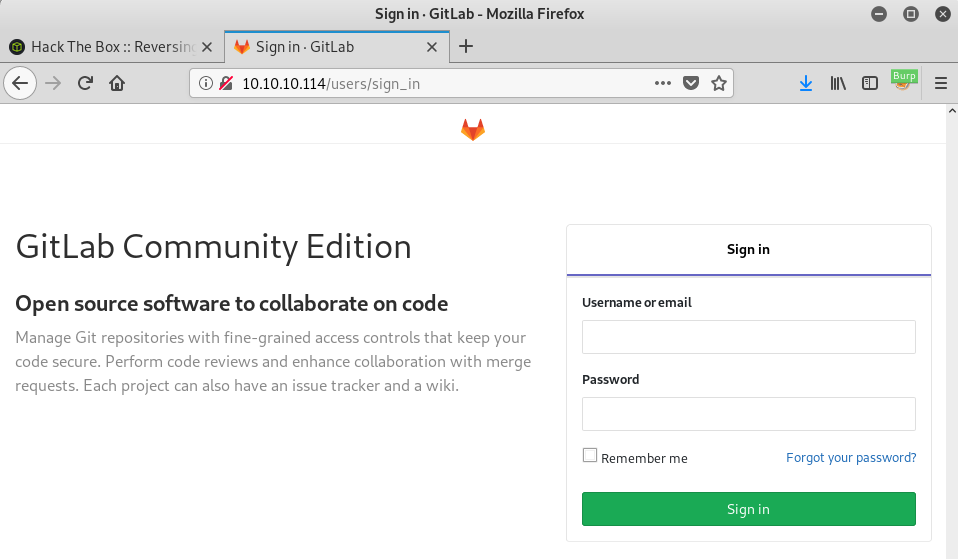 Sign in · GitLab - Mozilla Firefox
Hack The Box :: Reversing
Sign in · GitLab
10.10.10.114/users/sign_in
Burp
GitLab Community Edition
Open source software to collaborate on code
Manage Git repositories with fine-grained access controls that keep your
code secure. Perform code reviews and enhance collaboration with merge
requests. Each project can also have an issue tracker and a wiki.
Sign in
Username or email
Password
Remember me
Forgot your password?
Sign in